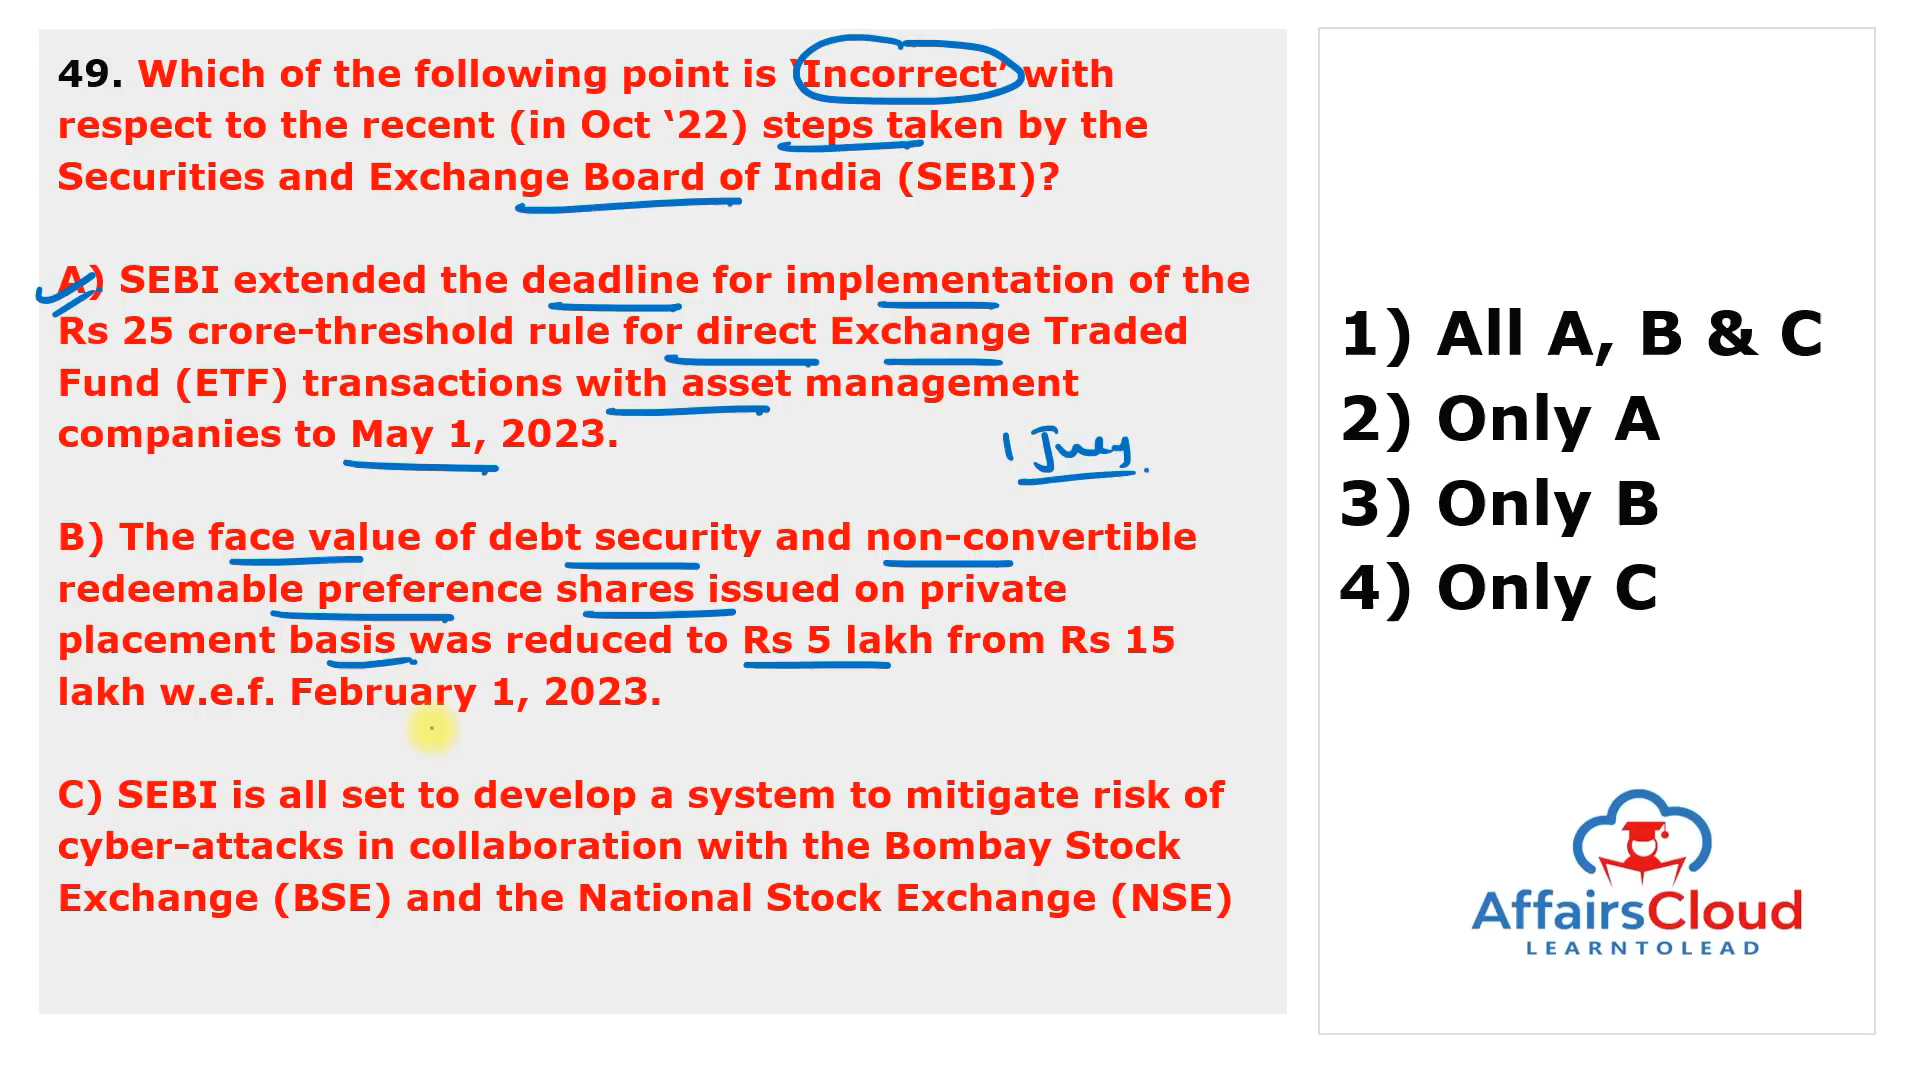 49. Which of the following point is ‘Incorrect’ with
respect to the recent (in Oct ‘22) steps taken by the
Securities and Exchange Board of India (SEBI)?
A) SEBI extended the deadline for implementation of the
Rs 25 crore-threshold rule for direct Exchange Traded
Fund (ETF) transactions with asset management
companies to May 1, 2023.
1 July.
B) The face value of debt security and non-convertible
redeemable preference shares issued on private
placement basis was reduced to Rs 5 lakh from Rs 15
lakh w.e.f. February 1, 2023.
C) SEBI is all set to develop a system to mitigate risk of
cyber-attacks in collaboration with the Bombay Stock
Exchange (BSE) and the National Stock Exchange (NSE)
1) All A, B & C
2) Only A
3) Only B
4) Only C
AffairsCloud
LEARNTOLEAD